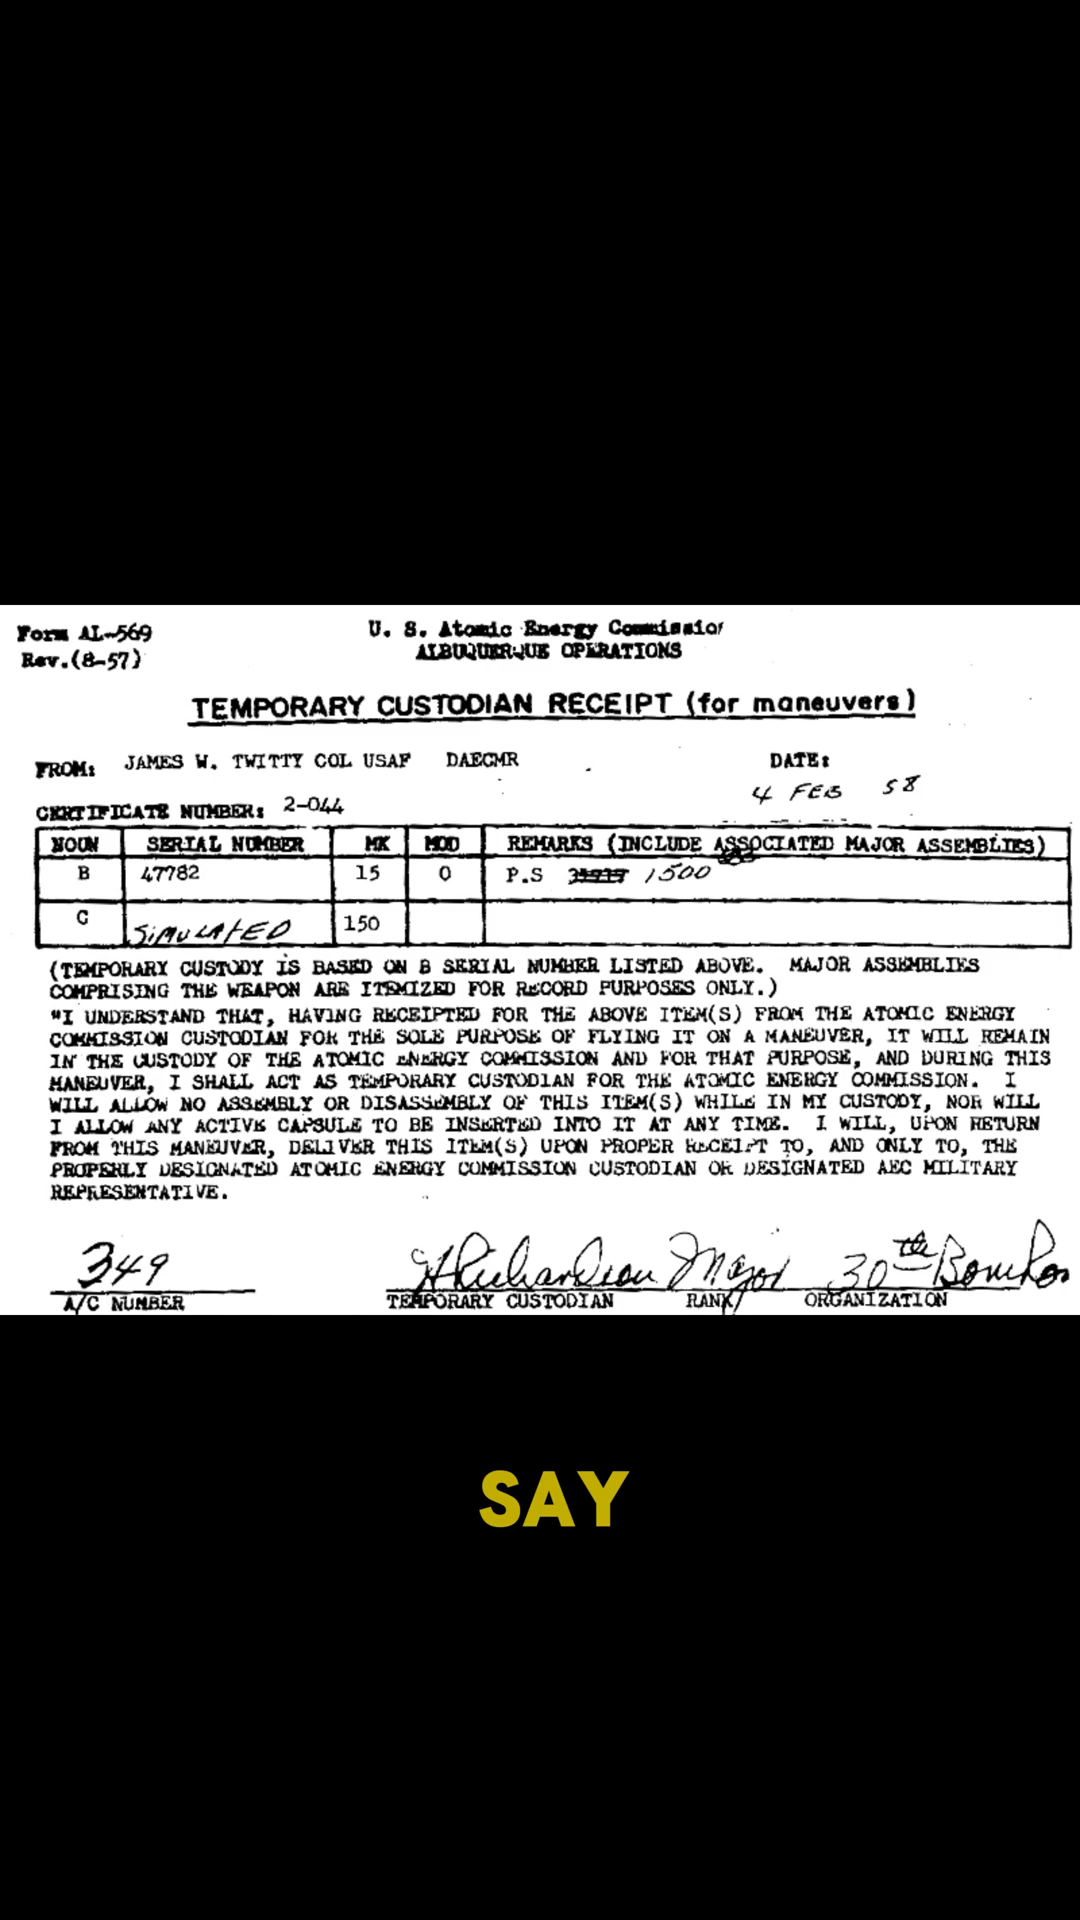 Form AL-569
Rev.(8-57)
U. S. Atomic Energy Commission
ALBUQUERQUE OPERATIONS
TEMPORARY CUSTODIAN RECEIPT (for maneuvers)
FROM: JAMES W. TWITTY COL USAF DAECMR
DATE:
4 FEB 58
CERTIFICATE NUMBER: 2-044
NOUN SERIAL NUMBER MK MOD REMARKS (INCLUDE ASSOCIATED MAJOR ASSEMBLIES)
B 47782 15 0 P.S 1500
C SIMULATED 150
(TEMPORARY CUSTODY IS BASED ON B SERIAL NUMBER LISTED ABOVE. MAJOR ASSEMBLIES
COMPRISING THE WEAPON ARE ITEMIZED FOR RECORD PURPOSES ONLY.)
"I UNDERSTAND THAT, HAVING RECEIPTED FOR THE ABOVE ITEM(S) FROM THE ATOMIC ENERGY
COMMISSION CUSTODIAN FOR THE SOLE PURPOSE OF FLYING IT ON A MANEUVER, IT WILL REMAIN
IN THE CUSTODY OF THE ATOMIC ENERGY COMMISSION AND FOR THAT PURPOSE, AND DURING THIS
MANEUVER, I SHALL ACT AS TEMPORARY CUSTODIAN FOR THE ATOMIC ENERGY COMMISSION. I
WILL ALLOW NO ASSEMBLY OR DISASSEMBLY OF THIS ITEM(S) WHILE IN MY CUSTODY, NOR WILL
I ALLOW ANY ACTIVE CAPSULE TO BE INSERTED INTO IT AT ANY TIME. I WILL, UPON RETURN
FROM THIS MANEUVER, DELIVER THIS ITEM(S) UPON PROPER RECEIPT TO, AND ONLY TO, THE
PROPERLY DESIGNATED ATOMIC ENERGY COMMISSION CUSTODIAN OR DESIGNATED AEC MILITARY
REPRESENTATIVE.
349 H Richardson Major 30th
A/C NUMBER TEMPORARY CUSTODIAN RANK/ ORGANIZATION
SAY